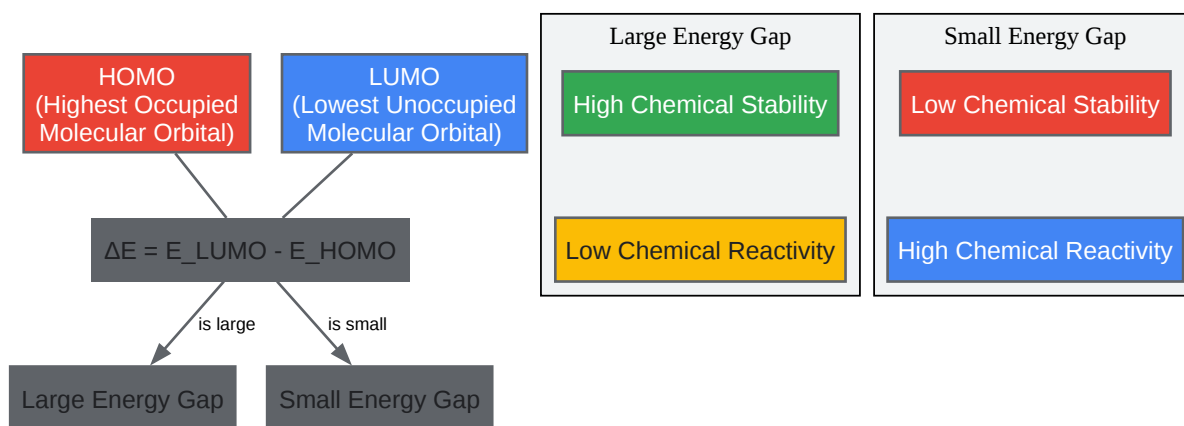 HOMO
(Highest Occupied
Molecular Orbital)
LUMO
(Lowest Unoccupied
Molecular Orbital)
ΔE = E_LUMO - E_HOMO
is large
is small
Large Energy Gap
Small Energy Gap
Large Energy Gap
High Chemical Stability
Low Chemical Reactivity
Small Energy Gap
Low Chemical Stability
High Chemical Reactivity